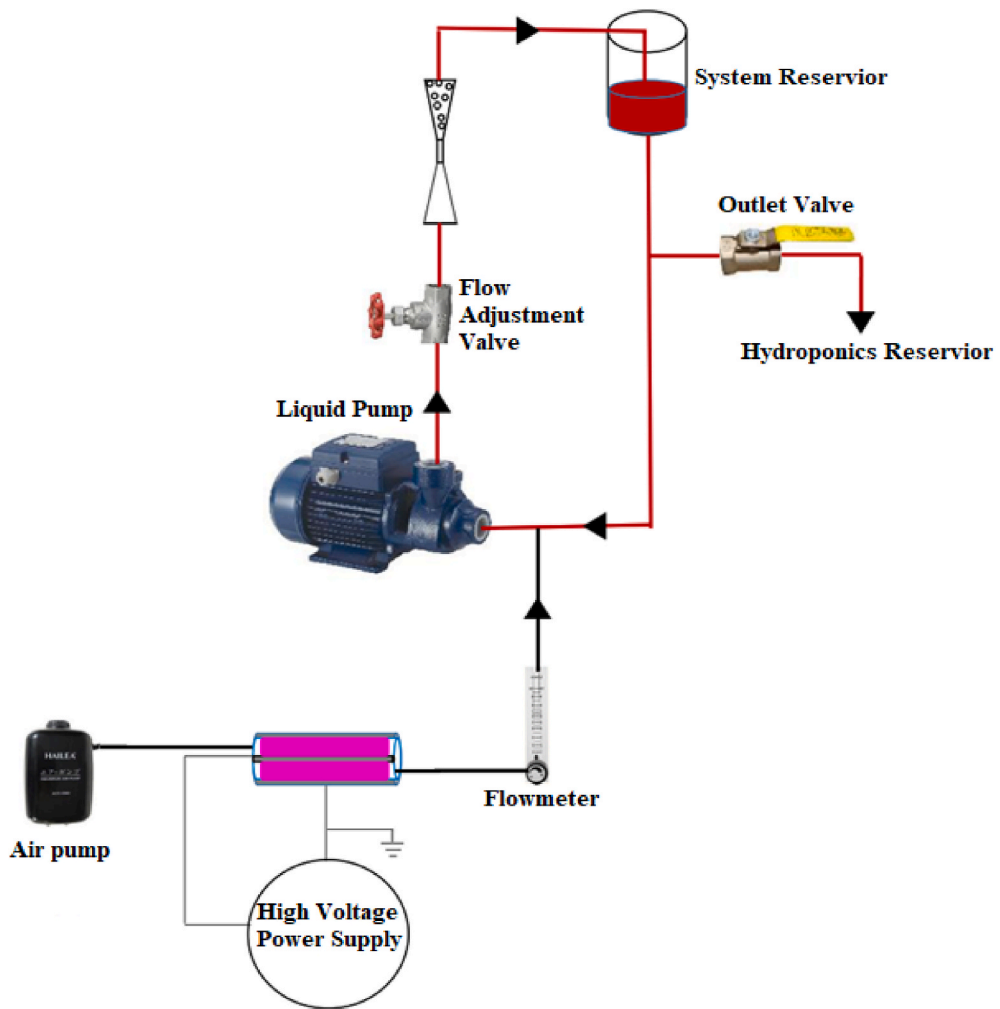 System Reservior
Outlet Valve
Flow
Adjustment
Valve
Hydroponics Reservior
Liquid Pump
HAILEA
Flowmeter
Air pump
High Voltage
Power Supply